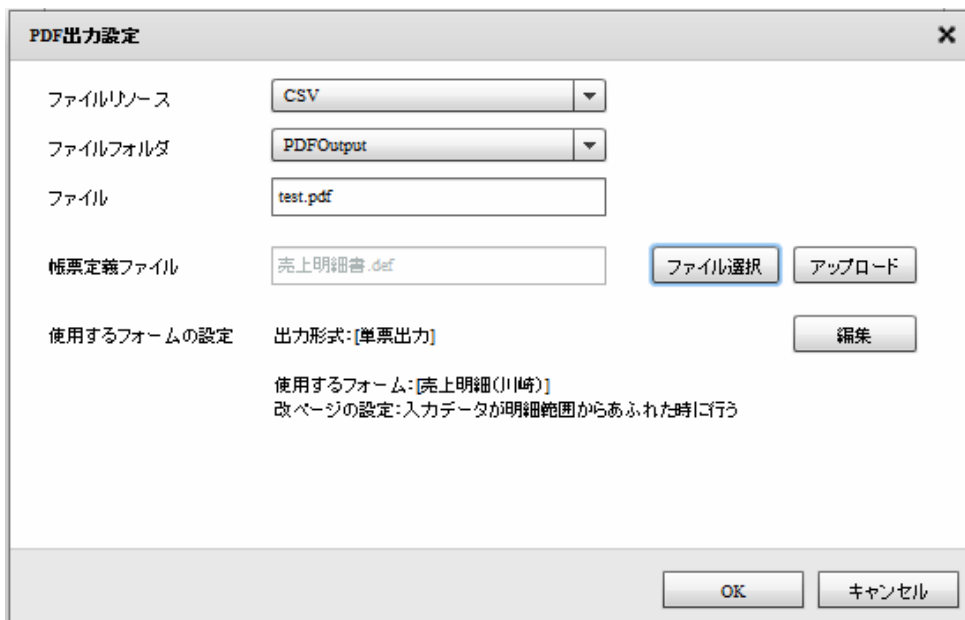 PDF出力設定
ファイルリソース CSV
ファイルフォルダ PDFOutput
ファイル test.pdf
帳票定義ファイル 売上明細書.def ファイル選択 アップロード
使用するフォームの設定 出力形式:[単票出力] 編集
使用するフォーム:[売上明細(川崎)]
改ページの設定:入力データが明細範囲からあふれた時に行う
OK キャンセル